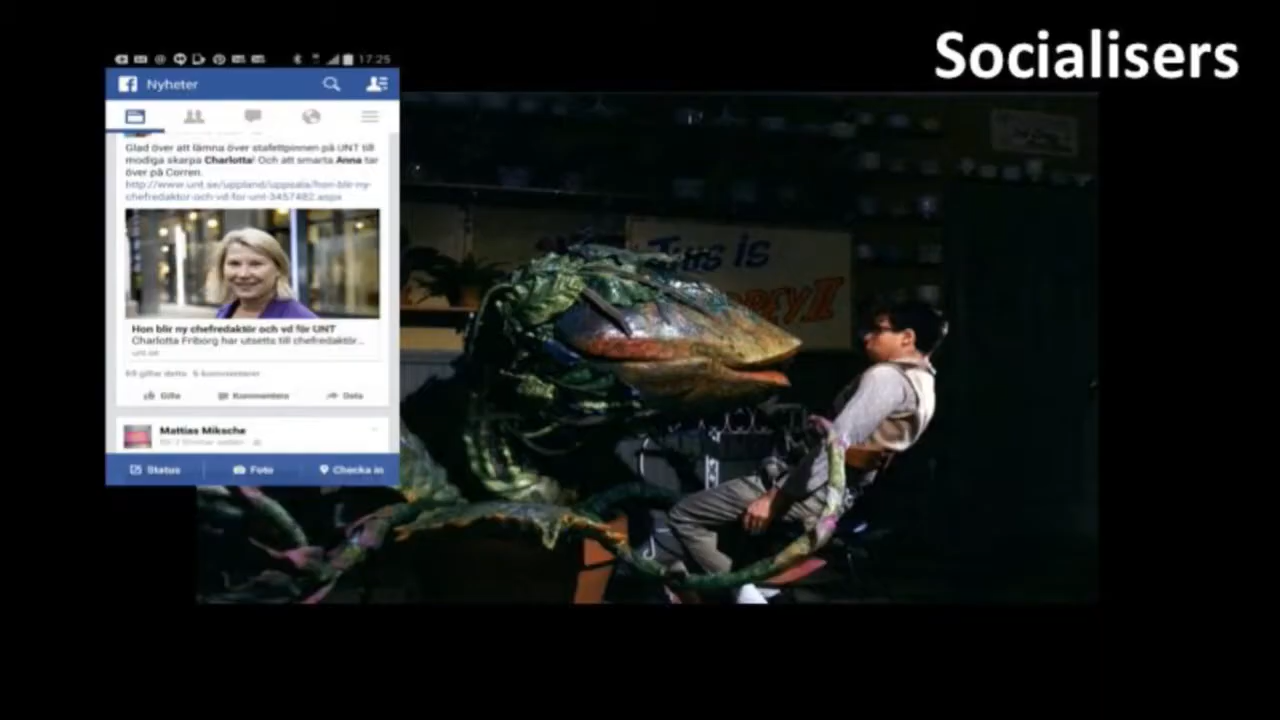 Socialisers
17:25
Nyheter
Glad över att lämna över stafettpinnen på UNT till
modiga skarpa Charlotta! Och att smarta Anna tar
över på Corren.
http://www.unt.se/uppland/uppsala/hon-blir-ny-
chefredaktor-och-vd-for-unt-3457482.aspx
Hon blir ny chefredaktör och vd för UNT
Charlotta Friborg har utsetts till chefredaktör...
unt.se
69 gillar detta 6 kommentarer
Gilla Kommentera Dela
Mattias Miksche
Status Foto Checka in
This is
II